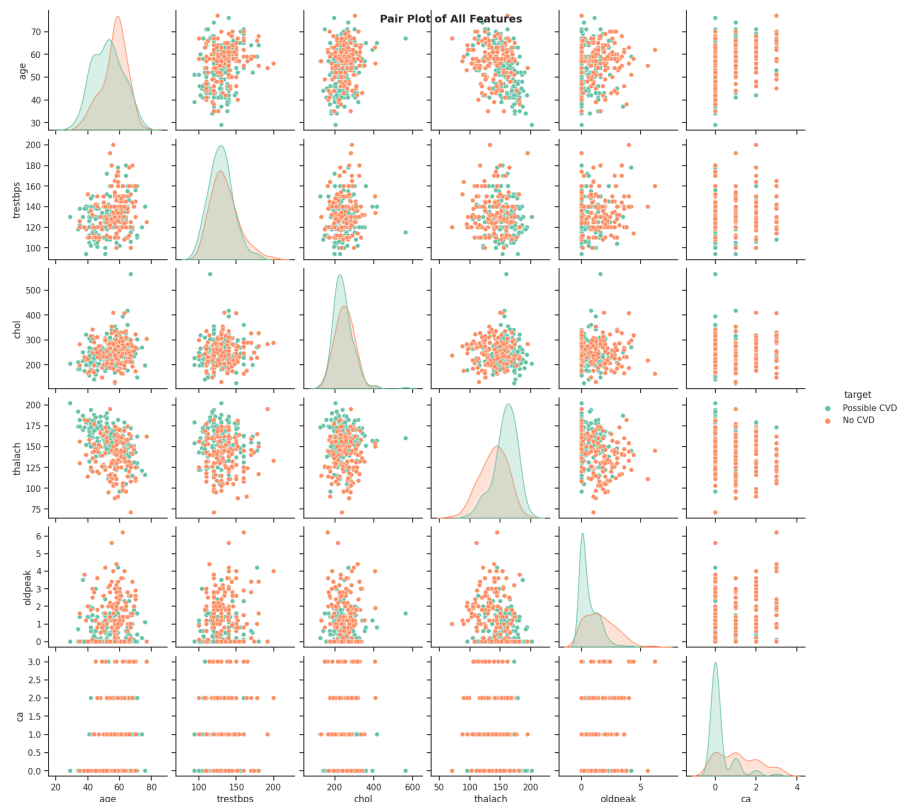 Pair Plot of All Features
70
60
50
40
30
age
200
180
160
140
120
100
trestbps
500
400
300
200
chol
200
175
150
125
100
75
thalach
target
Possible CVD
No CVD
6
5
4
3
2
1
0
oldpeak
3.0
2.5
2.0
1.5
1.0
0.5
0.0
ca
40 60 80
100 150 200
200 400 600
50 100 150 200
0 5
0 1 2 3 4
age trestbps chol thalach oldpeak ca